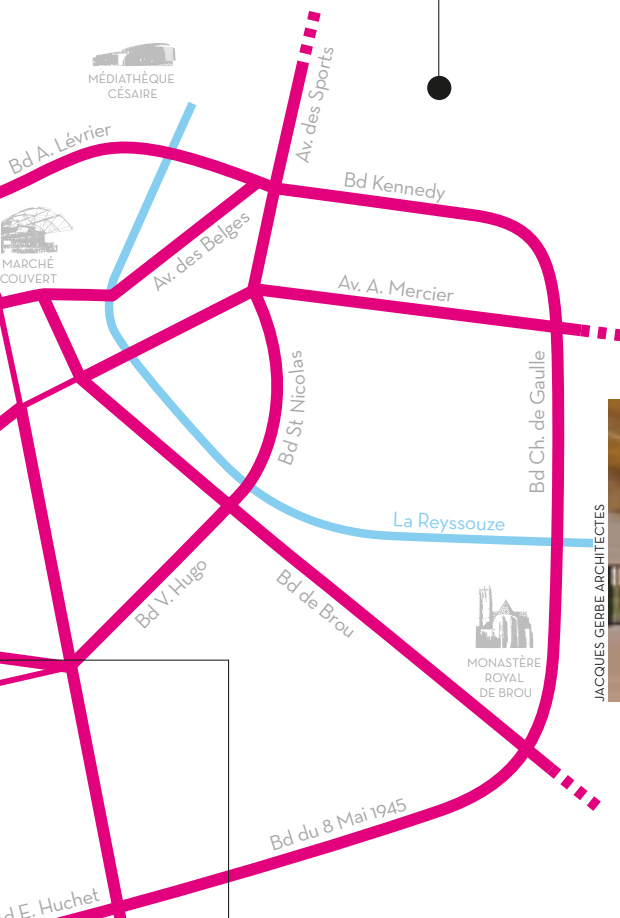 Av. des Sports
MÉDIATHÈQUE
CÉSAIRE
Bd A. Lévrier
Bd Kennedy
MARCHÉ
COUVERT
Av. des Belges
Av. A. Mercier
Bd St Nicolas
Bd Ch. de Gaulle
La Reyssouze
JACQUES GERBE ARCHITECTES
Bd V. Hugo
Bd de Brou
MONASTÈRE
ROYAL
DE BROU
Bd du 8 Mai 1945
d E. Huchet